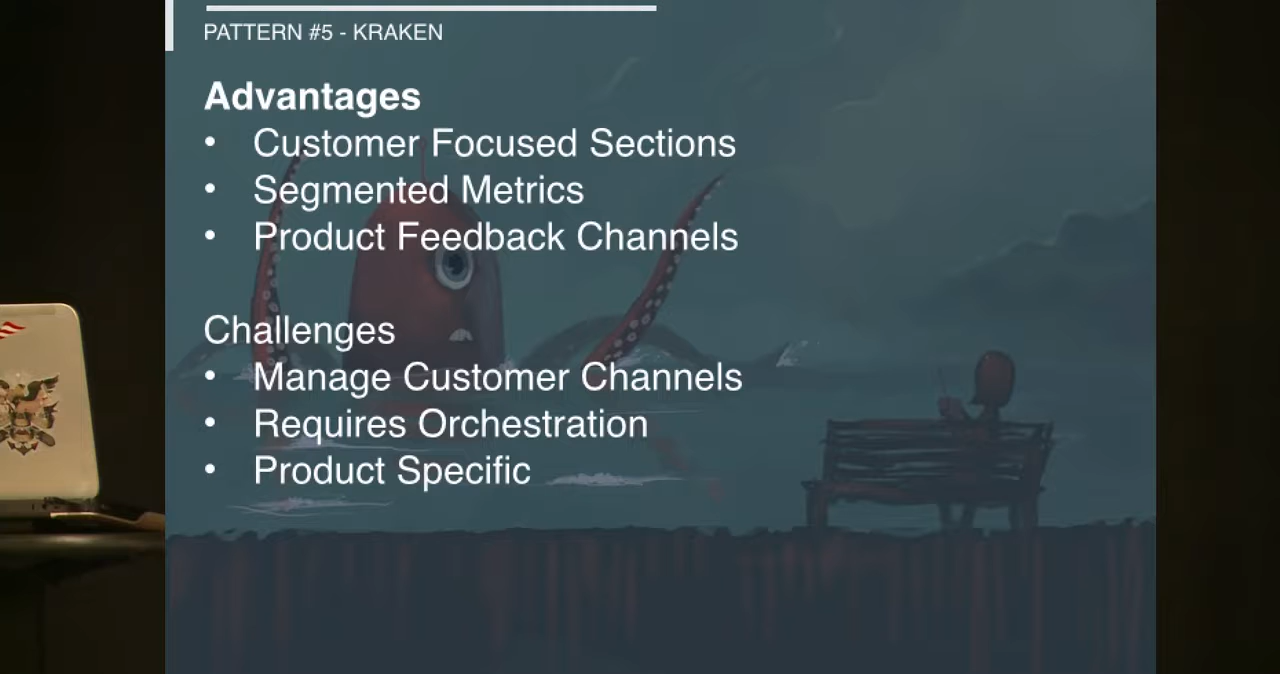 PATTERN #5 - KRAKEN
Advantages
• Customer Focused Sections
• Segmented Metrics
• Product Feedback Channels
Challenges
• Manage Customer Channels
• Requires Orchestration
• Product Specific